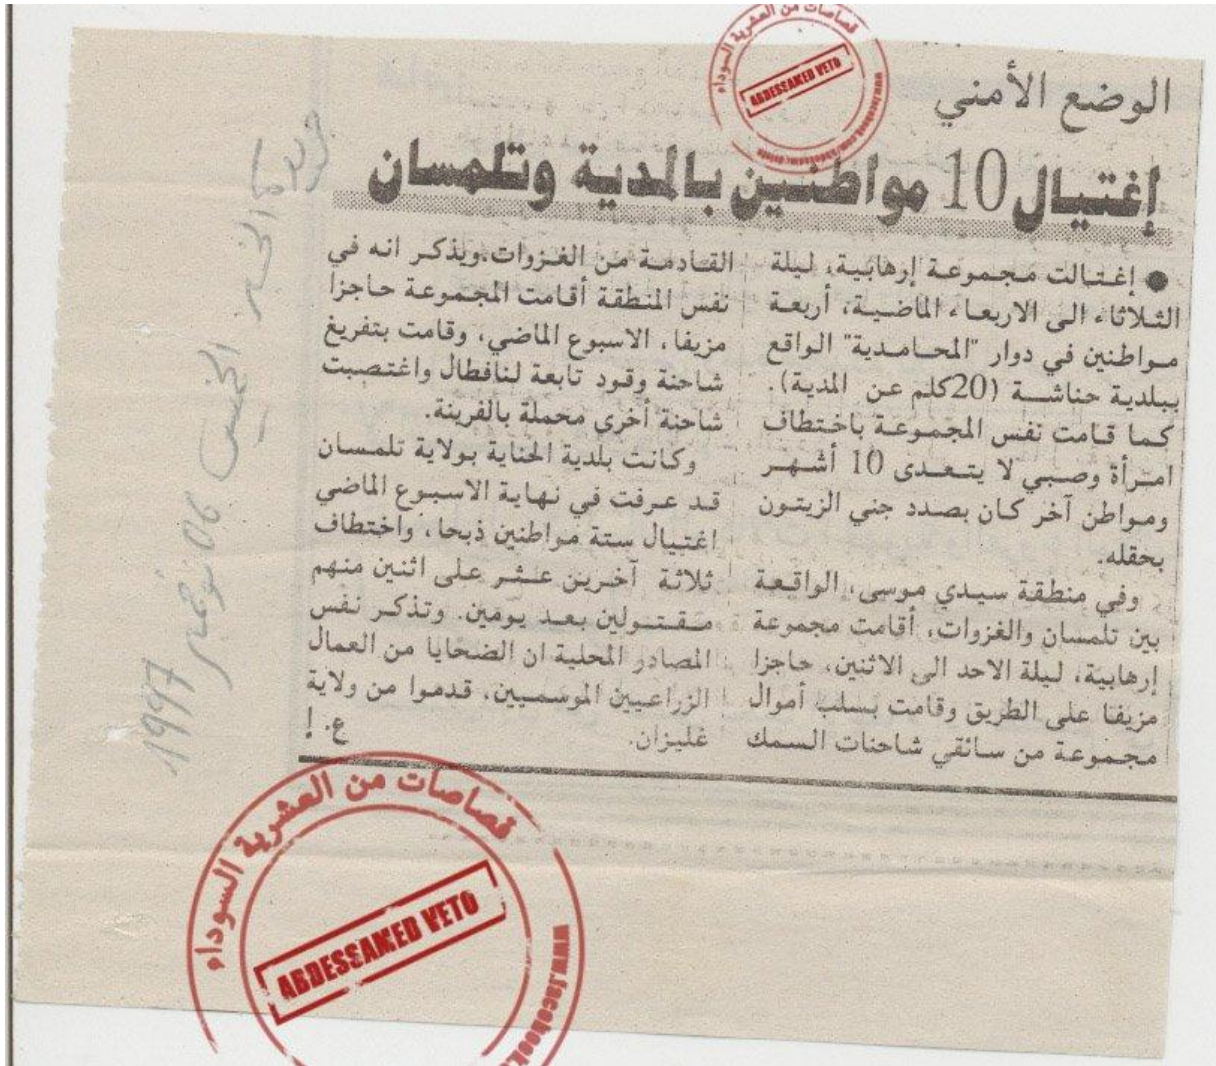 قصاصات من العشرية السوداء
ABDESSAMED VETO
الوضع الأمني
إغتيال 10 مواطنين بالمدية وتلمسان
● إغتالت مجموعة إرهابية، ليلة
الثلاثاء الى الاربعاء الماضية، أربعة
مواطنين في دوار "المحامدية" الواقع
ببلدية حناشة (20كلم عن المدية).
كما قامت نفس المجموعة باختطاف
امرأة وصبي لا يتعدى 10 أشهر
ومواطن آخر كان بصدد جني الزيتون
بحقله.
وفي منطقة سيدي موسى، الواقعة
بين تلمسان والغزوات، أقامت مجموعة
إرهابية، ليلة الاحد الى الاثنين، حاجزا
مزيفا على الطريق وقامت بسلب أموال
مجموعة من سائقي شاحنات السمك
القادمة من الغزوات.ويذكر انه في
نفس المنطقة أقامت المجموعة حاجزا
مزيفا، الاسبوع الماضي، وقامت بتفريغ
شاحنة وقود تابعة لنافطال واغتصبت
شاحنة أخرى محملة بالفرينة.
وكانت بلدية الحناية بولاية تلمسان
قد عرفت في نهاية الاسبوع الماضي
اغتيال ستة مواطنين ذبحا، واختطاف
ثلاثة آخرين عشر على اثنين منهم
مقتولين بعد يومين. وتذكر نفس
المصادر المحلية ان الضحايا من العمال
الزراعيين الموسميين، قدموا من ولاية
غليزان.
ع. إ
الخبر الخميس 06 نوفمبر
1997
قصاصات من العشرية السوداء
ABDESSAMED VETO
www.facebook.